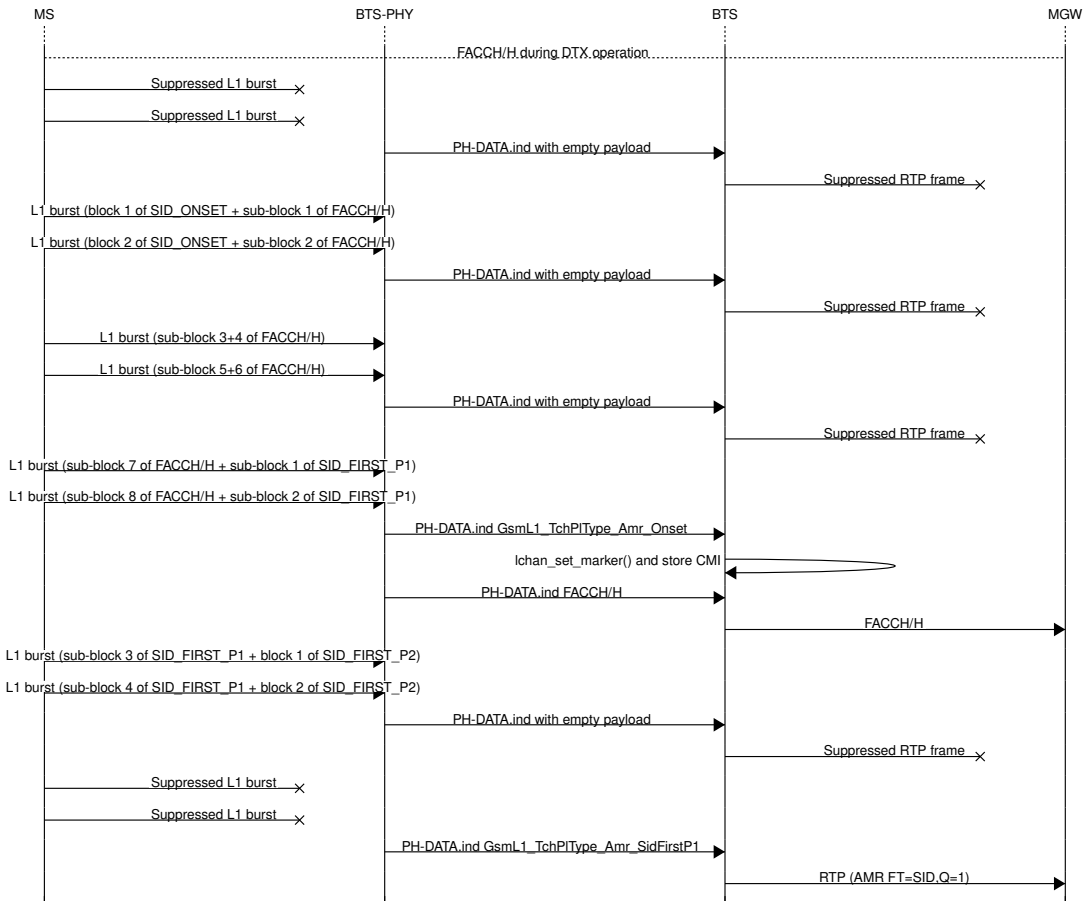 MS BTS-PHY BTS MGW
FACCH/H during DTX operation
Suppressed L1 burst
Suppressed L1 burst
PH-DATA.ind with empty payload
Suppressed RTP frame
L1 burst (block 1 of SID_ONSET + sub-block 1 of FACCH/H)
L1 burst (block 2 of SID_ONSET + sub-block 2 of FACCH/H)
PH-DATA.ind with empty payload
Suppressed RTP frame
L1 burst (sub-block 3+4 of FACCH/H)
L1 burst (sub-block 5+6 of FACCH/H)
PH-DATA.ind with empty payload
Suppressed RTP frame
L1 burst (sub-block 7 of FACCH/H + sub-block 1 of SID_FIRST_P1)
L1 burst (sub-block 8 of FACCH/H + sub-block 2 of SID_FIRST_P1)
PH-DATA.ind GsmL1_TchPlType_Amr_Onset
lchan_set_marker() and store CMI
PH-DATA.ind FACCH/H
FACCH/H
L1 burst (sub-block 3 of SID_FIRST_P1 + block 1 of SID_FIRST_P2)
L1 burst (sub-block 4 of SID_FIRST_P1 + block 2 of SID_FIRST_P2)
PH-DATA.ind with empty payload
Suppressed RTP frame
Suppressed L1 burst
Suppressed L1 burst
PH-DATA.ind GsmL1_TchPlType_Amr_SidFirstP1
RTP (AMR FT=SID,Q=1)